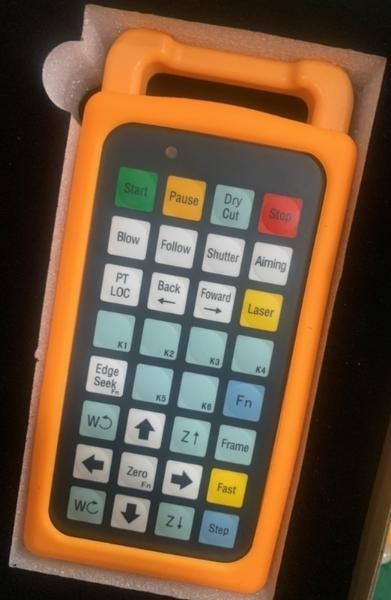 Start
Pause
Dry
Cut
Stop
Blow
Follow
Shutter
Aiming
PT
LOC
Back
←
Foward
→
Laser
K1
K2
K3
K4
Edge
Seek
Fn
K5
K6
Fn
W↺
↑
Z↑
Frame
←
Zero
Fn
→
Fast
W↻
↓
Z↓
Step